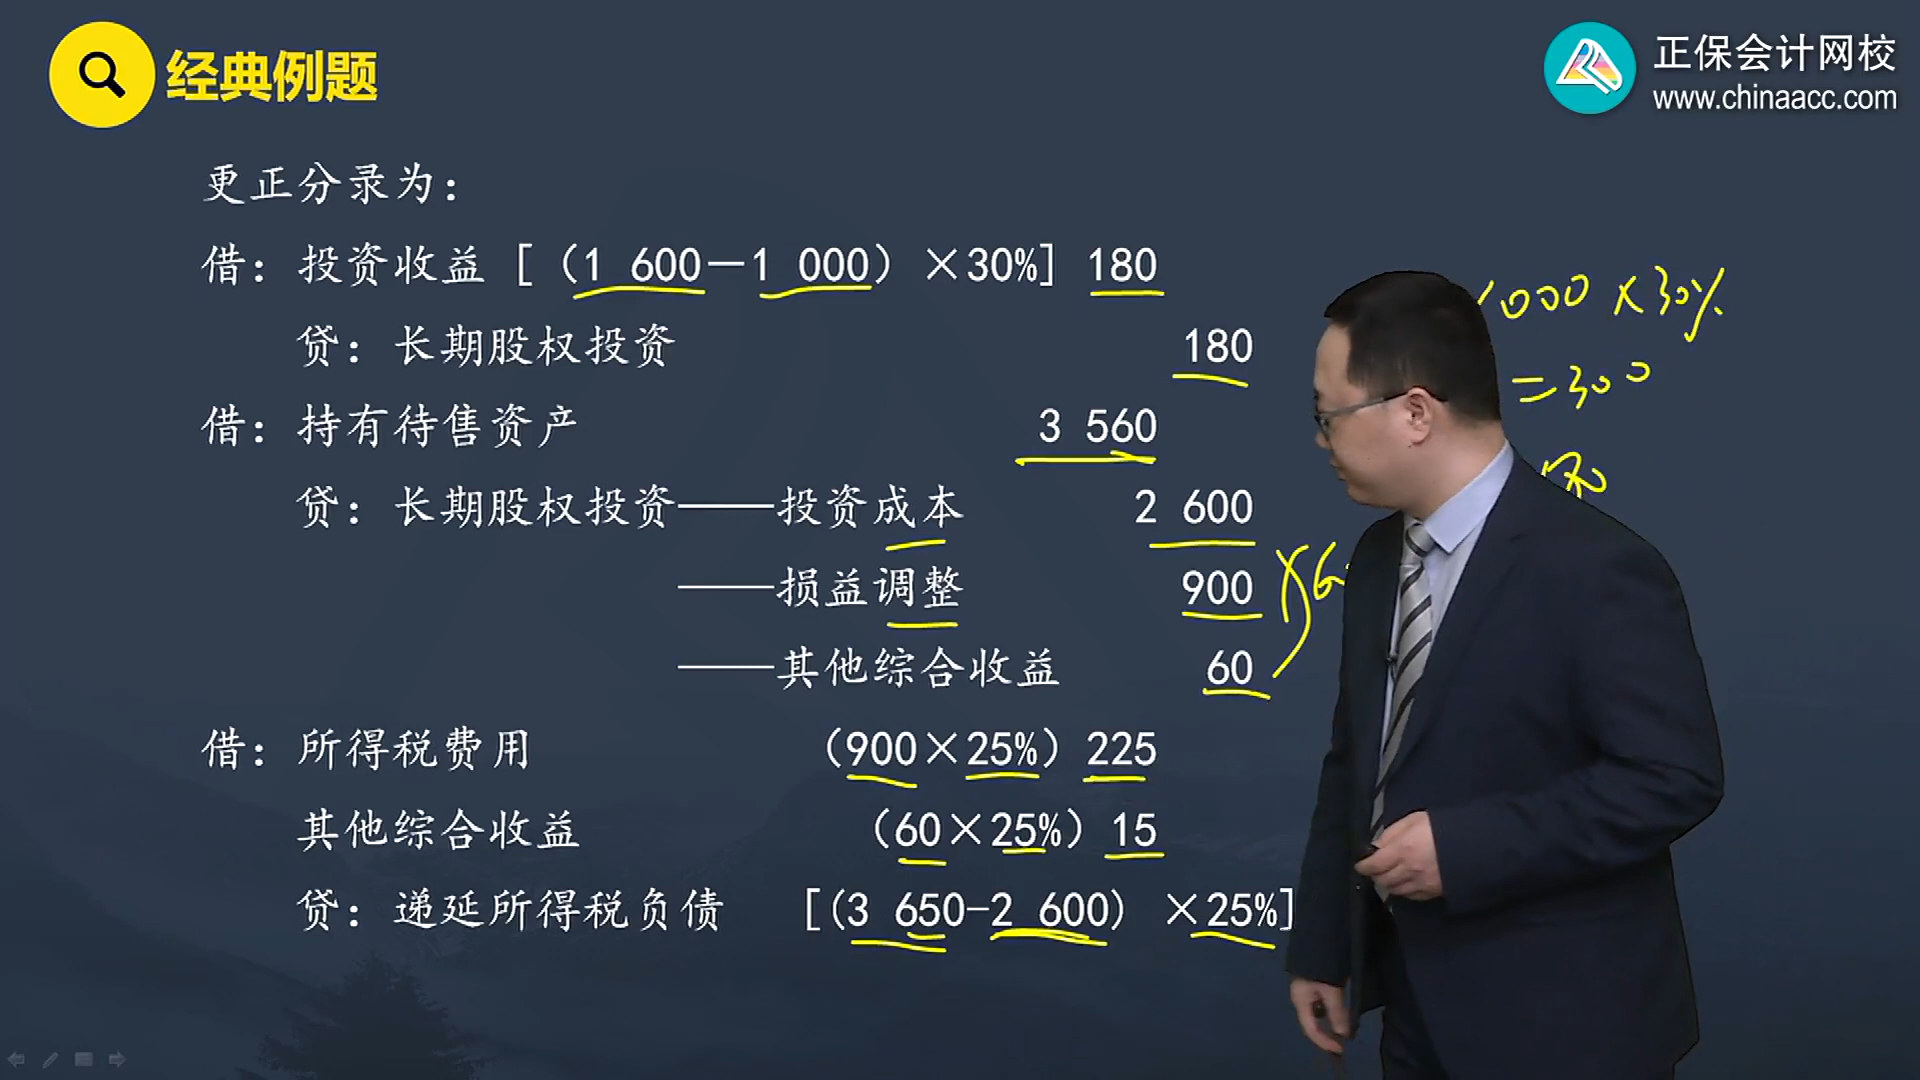 经典例题
正保会计网校
www.chinaacc.com
更正分录为：
借：投资收益［（1 600－1 000）×30%］180
贷：长期股权投资 180
借：持有待售资产 3 560
贷：长期股权投资——投资成本 2 600
——损益调整 900
——其他综合收益 60
借：所得税费用 （900×25%）225
其他综合收益 （60×25%）15
贷：递延所得税负债 [(3 650-2 600) ×25%]
1000×30%
=300